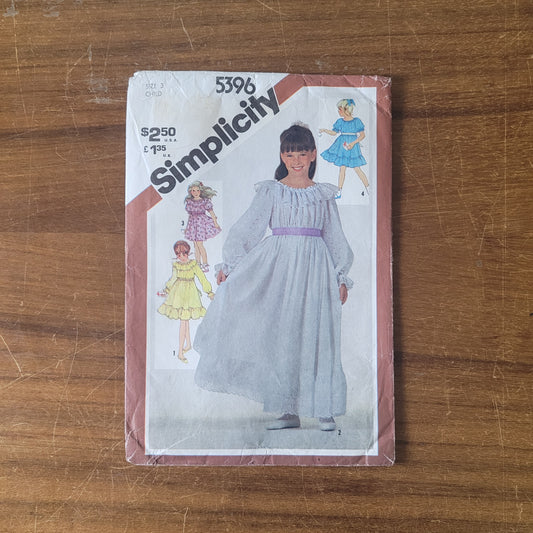 SIZE 3
CHILD
5396
$2.50
U.S.A.
£1.35
U.K.
Simplicity
4
3
1
2